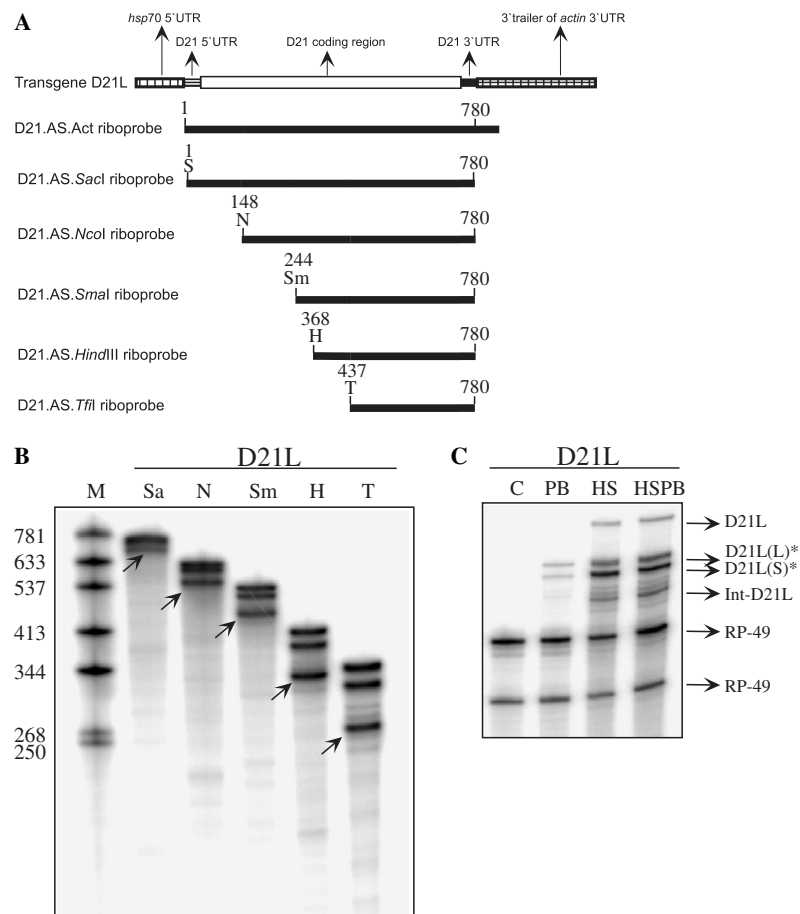 A
hsp70 5`UTR
3`trailer of actin 3`UTR
D21 5`UTR
D21 coding region
D21 3`UTR
Transgene D21L
1
780
D21.AS.Act riboprobe
1
S
780
D21.AS.SacI riboprobe
148
N
780
D21.AS.NcoI riboprobe
244
Sm
780
D21.AS.SmaI riboprobe
368
H
780
D21.AS.HindIII riboprobe
437
T
780
D21.AS.TfiI riboprobe
B
D21L
M Sa N Sm H T
781
633
537
413
344
268
250
C
D21L
C PB HS HSPB
D21L
D21L(L)*
D21L(S)*
Int-D21L
RP-49
RP-49